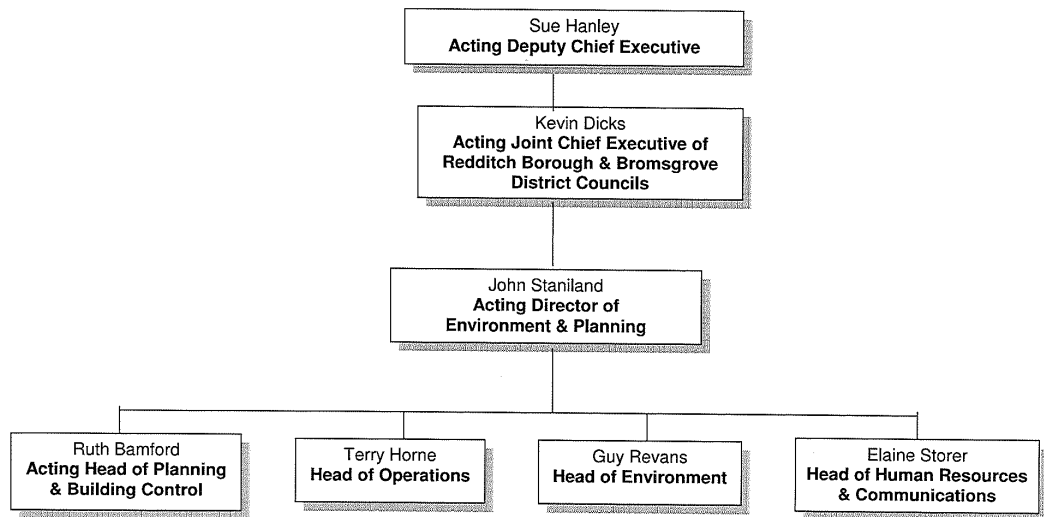 Sue Hanley
Acting Deputy Chief Executive
Kevin Dicks
Acting Joint Chief Executive of
Redditch Borough & Bromsgrove
District Councils
John Staniland
Acting Director of
Environment & Planning
Ruth Bamford
Acting Head of Planning
& Building Control
Terry Horne
Head of Operations
Guy Revans
Head of Environment
Elaine Storer
Head of Human Resources
& Communications